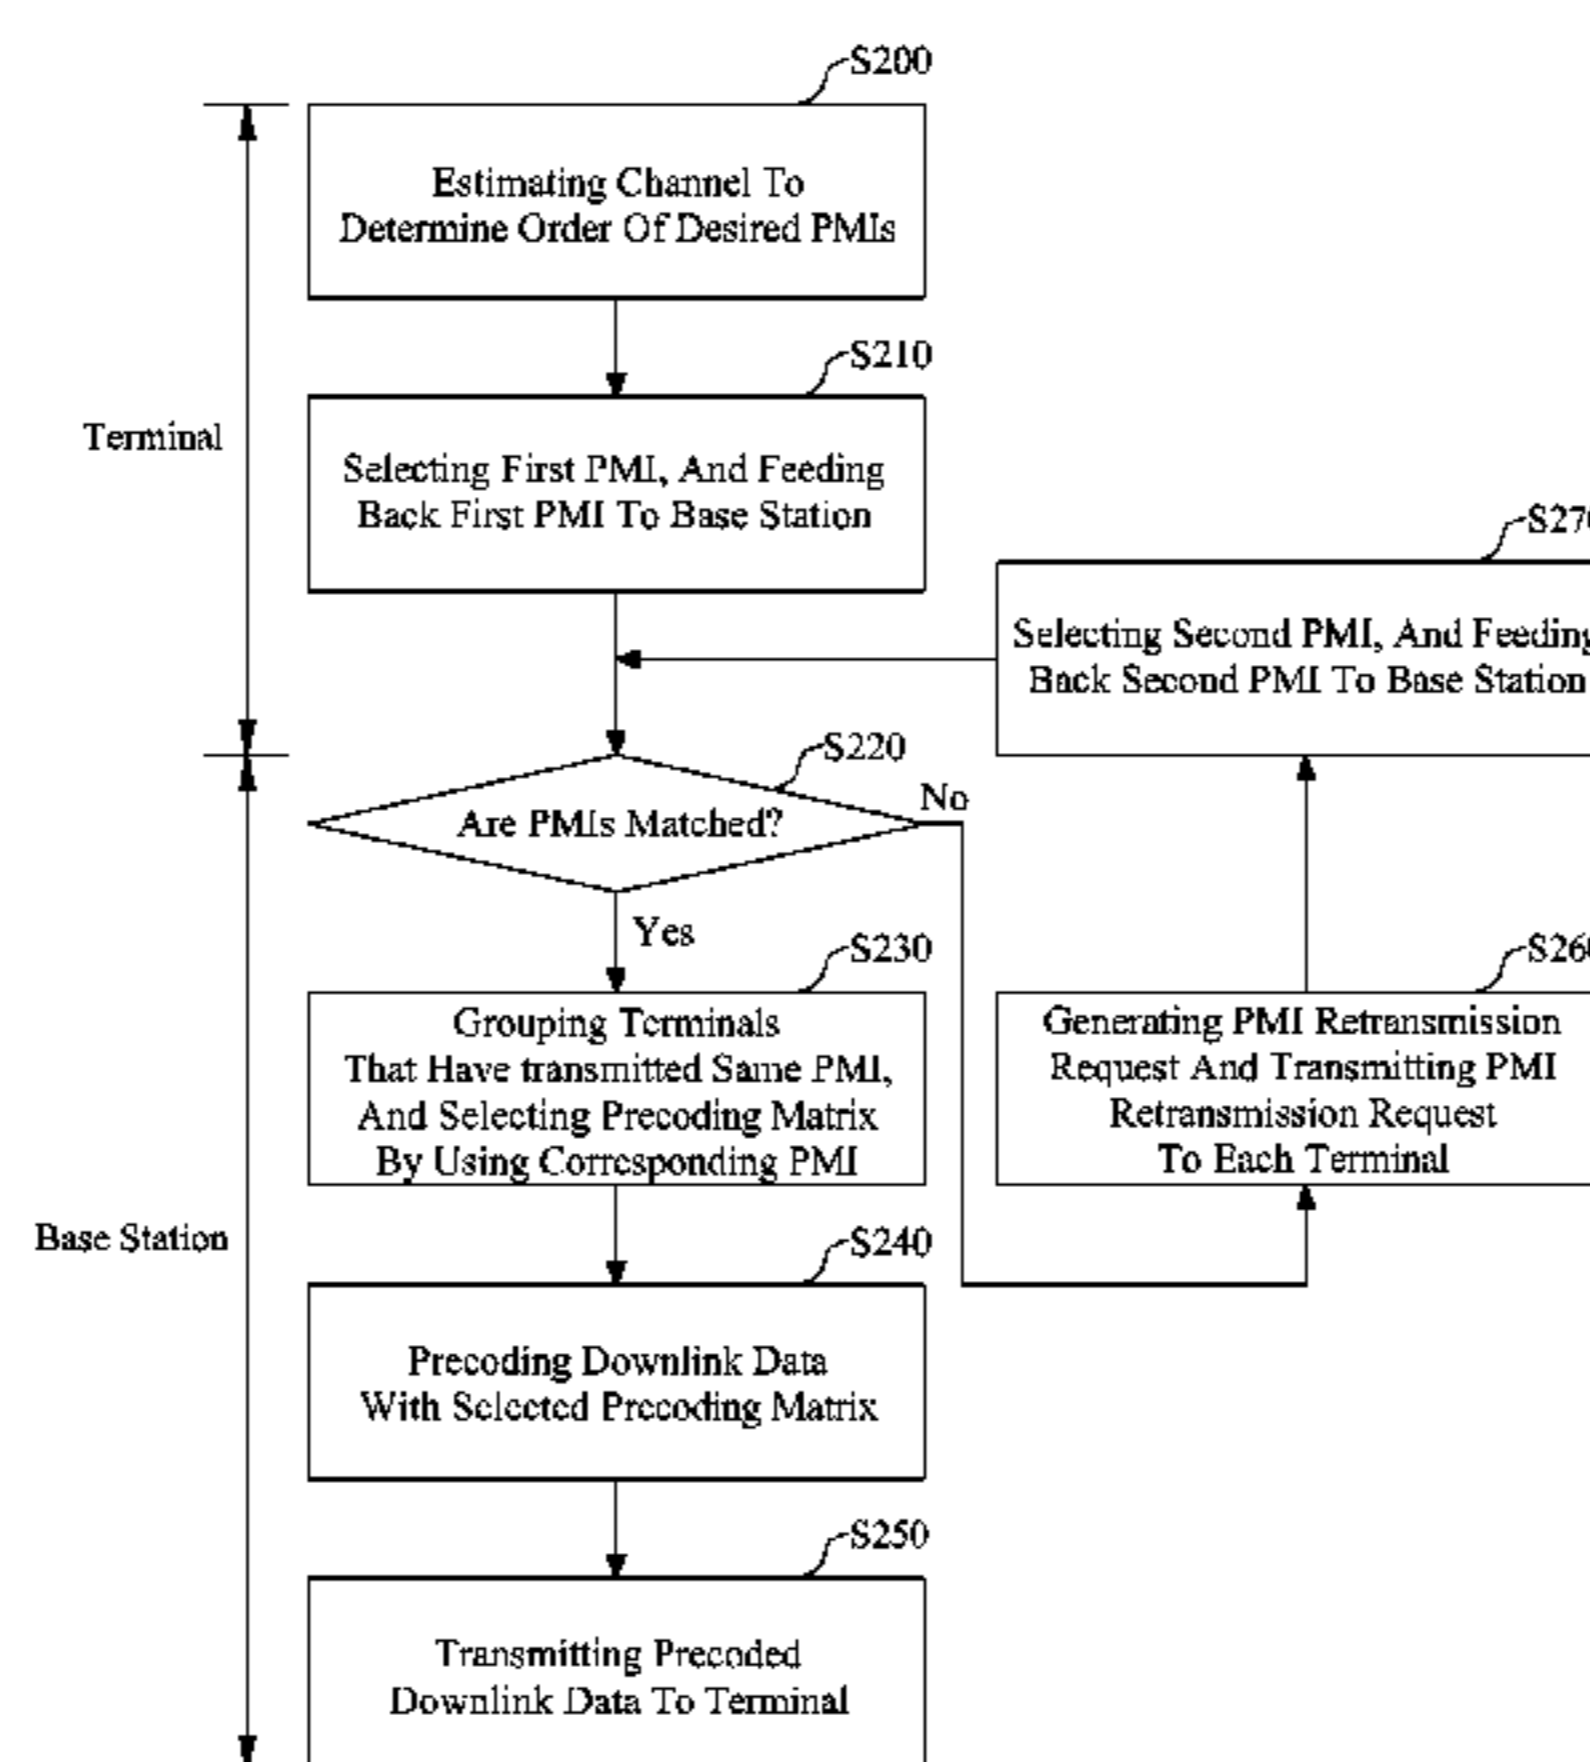 S200
Estimating Channel To
Determine Order Of Desired PMIs
S210
Terminal
Selecting First PMI, And Feeding
Back First PMI To Base Station
S270
Selecting Second PMI, And Feeding
Back Second PMI To Base Station
S220
Are PMIs Matched?
No
Yes
S230
Grouping Terminals
That Have transmitted Same PMI,
And Selecting Precoding Matrix
By Using Corresponding PMI
S260
Generating PMI Retransmission
Request And Transmitting PMI
Retransmission Request
To Each Terminal
Base Station
S240
Precoding Downlink Data
With Selected Precoding Matrix
S250
Transmitting Precoded
Downlink Data To Terminal